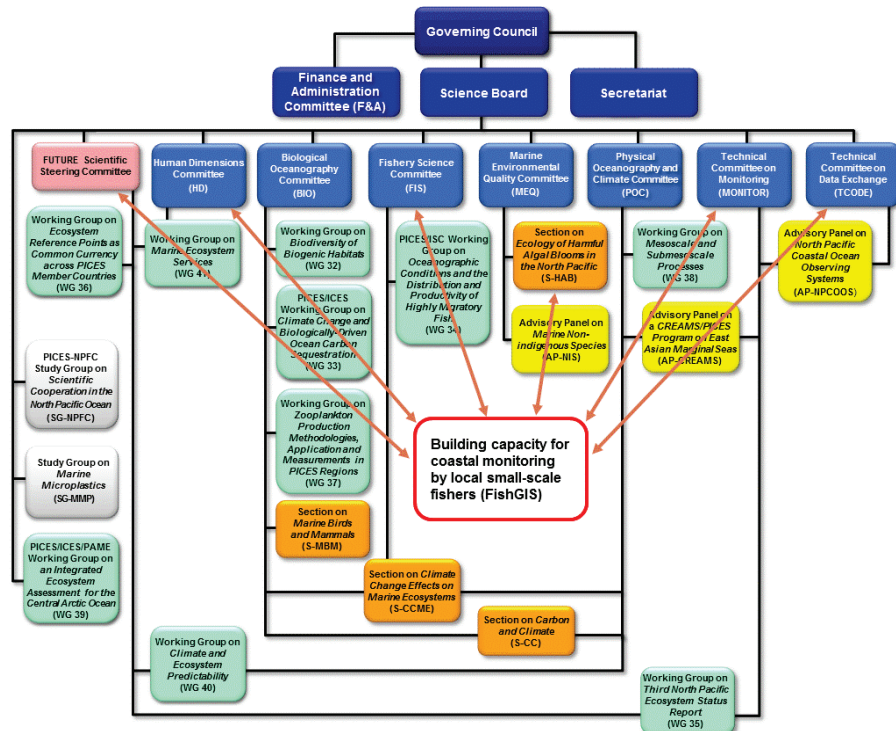 Governing Council
Finance and
Administration
Committee (F&A)
Science Board
Secretariat
FUTURE Scientific
Steering Committee
Human Dimensions
Committee
(HD)
Biological
Oceanography
Committee
(BIO)
Fishery Science
Committee
(FIS)
Marine
Environmental
Quality Committee
(MEQ)
Physical
Oceanography and
Climate Committee
(POC)
Technical
Committee on
Monitoring
(MONITOR)
Technical
Committee on
Data Exchange
(TCODE)
Working Group on
Ecosystem
Reference Points as
Common Currency
across PICES
Member Countries
(WG 36)
Working Group on
Marine Ecosystem
Services
(WG 41)
Working Group on
Biodiversity of
Biogenic Habitats
(WG 32)
PICES/ISC Working
Group on
Oceanographic
Conditions and the
Distribution and
Productivity of
Highly Migratory
Fish
(WG 34)
Section on
Ecology of Harmful
Algal Blooms in
the North Pacific
(S-HAB)
Working Group on
Mesoscale and
Submesoscale
Processes
(WG 38)
Advisory Panel on
North Pacific
Coastal Ocean
Observing
Systems
(AP-NPCOOS)
PICES/ICES
Working Group on
Climate Change and
Biologically-Driven
Ocean Carbon
Sequestration
(WG 33)
Advisory Panel on
Marine Non-
indigenous Species
(AP-NIS)
Advisory Panel on
a CREAMS/PICES
Program on East
Asian Marginal Seas
(AP-CREAMS)
PICES-NPFC
Study Group on
Scientific
Cooperation in the
North Pacific Ocean
(SG-NPFC)
Working Group on
Zooplankton
Production
Methodologies,
Application and
Measurements in
PICES Regions
(WG 37)
Building capacity for
coastal monitoring
by local small-scale
fishers (FishGIS)
Study Group on
Marine
Microplastics
(SG-MMP)
Section on
Marine Birds
and Mammals
(S-MBM)
PICES/ICES/PAME
Working Group on
an Integrated
Ecosystem
Assessment for the
Central Arctic Ocean
(WG 39)
Section on Climate
Change Effects on
Marine Ecosystems
(S-CCME)
Section on Carbon
and Climate
(S-CC)
Working Group on
Climate and
Ecosystem
Predictability
(WG 40)
Working Group on
Third North Pacific
Ecosystem Status
Report
(WG 35)